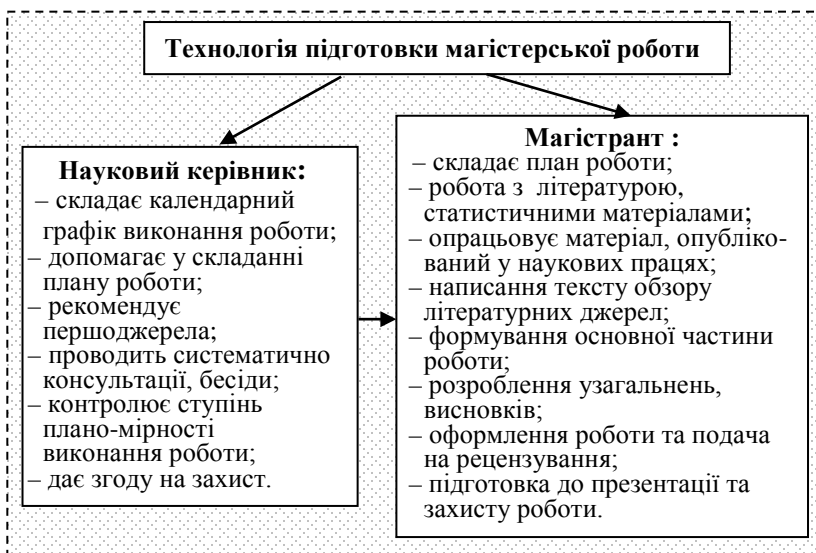 Технологія підготовки магістерської роботи
Науковий керівник:
– складає календарний
графік виконання роботи;
– допомагає у складанні
плану роботи;
– рекомендує
першоджерела;
– проводить систематично
консультації, бесіди;
– контролює ступінь
плано-мірності
виконання роботи;
– дає згоду на захист.
Магістрант :
– складає план роботи;
– робота з літературою,
статистичними матеріалами;
– опрацьовує матеріал, опубліко-
ваний у наукових працях;
– написання тексту обзору
літературних джерел;
– формування основної частини
роботи;
– розроблення узагальнень,
висновків;
– оформлення роботи та подача
на рецензування;
– підготовка до презентації та
захисту роботи.